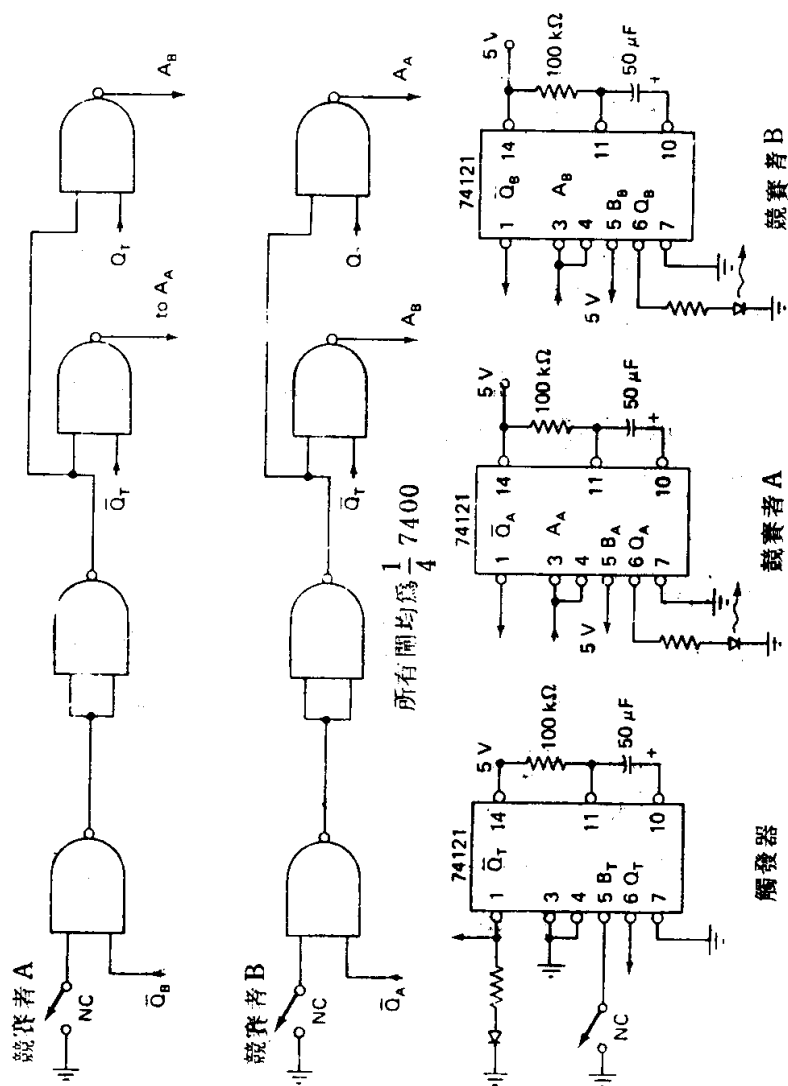 競賽者A
NC
Q̄B
Q̄T
to AA
QT
AB
競賽者B
NC
Q̄A
Q̄T
AB
Q
AA
所有閘均爲 1/4 7400
74121
1 Q̄T 14
3
4 11
5 BT
6 QT
7 10
5 V
100 kΩ
50 µF
+
NC
觸發器
74121
1 Q̄A 14
3 AA
4 11
5 BA
6 QA
7 10
5 V
5 V
100 kΩ
50 µF
+
競賽者A
74121
1 Q̄B 14
3 AB
4 11
5 BB
6 QB
7 10
5 V
5 V
100 kΩ
50 µF
+
競賽者B